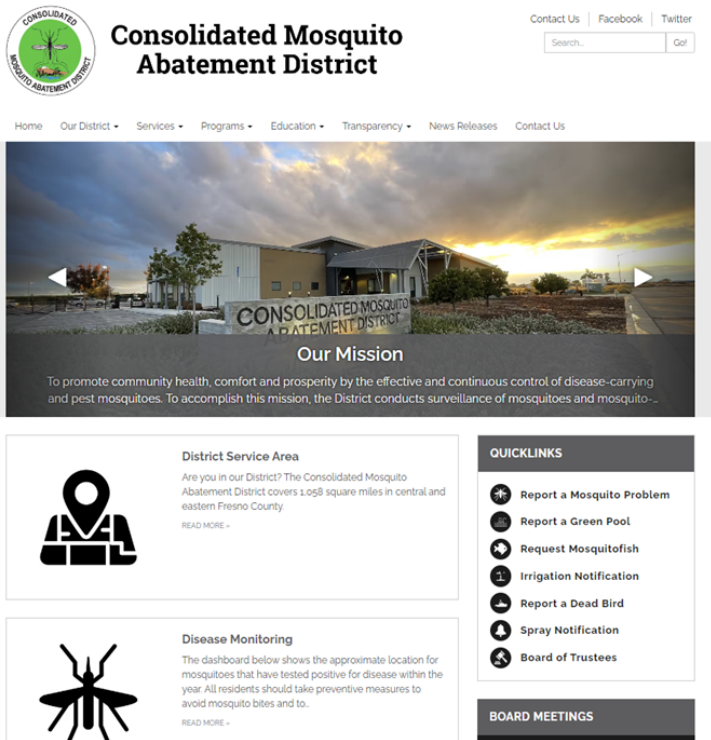 CONSOLIDATED
MOSQUITO ABATEMENT DISTRICT
Consolidated Mosquito
Abatement District
Contact Us Facebook Twitter
Search... Go!
Home Our District Services Programs Education Transparency News Releases Contact Us
CONSOLIDATED MOSQUITO
ABATEMENT DISTRICT
Our Mission
To promote community health, comfort and prosperity by the effective and continuous control of disease-carrying
and pest mosquitoes. To accomplish this mission, the District conducts surveillance of mosquitoes and mosquito-...
District Service Area
Are you in our District? The Consolidated Mosquito
Abatement District covers 1,058 square miles in central and
eastern Fresno County.
READ MORE »
Disease Monitoring
The dashboard below shows the approximate location for
mosquitoes that have tested positive for disease within the
year. All residents should take preventive measures to
avoid mosquito bites and to...
READ MORE »
QUICKLINKS
Report a Mosquito Problem
Report a Green Pool
Request Mosquitofish
Irrigation Notification
Report a Dead Bird
Spray Notification
Board of Trustees
BOARD MEETINGS